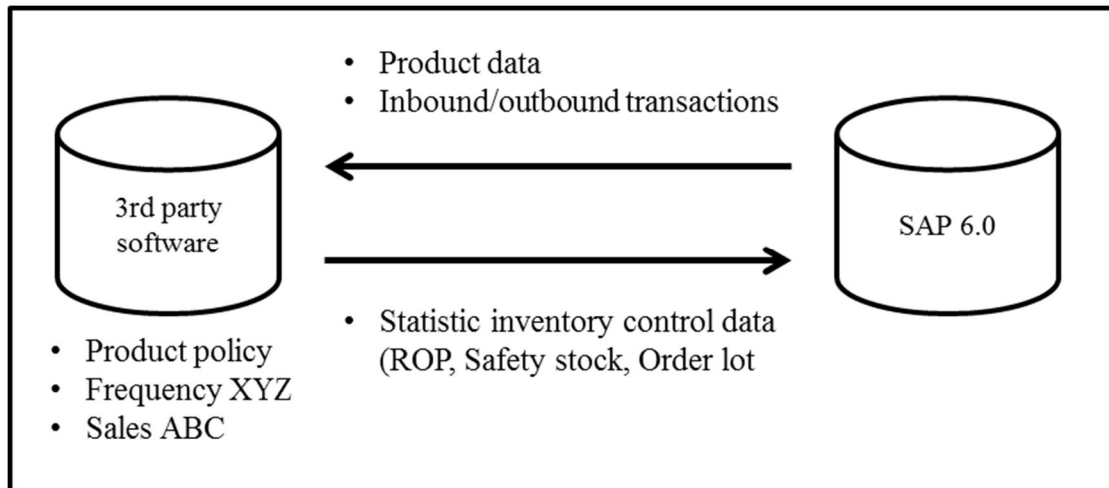 • Product data
• Inbound/outbound transactions
3rd party
software
SAP 6.0
• Statistic inventory control data
(ROP, Safety stock, Order lot
• Product policy
• Frequency XYZ
• Sales ABC